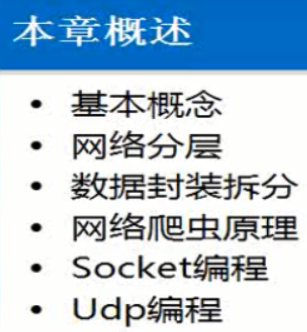 本章概述
• 基本概念
• 网络分层
• 数据封装拆分
• 网络爬虫原理
• Socket编程
• Udp编程